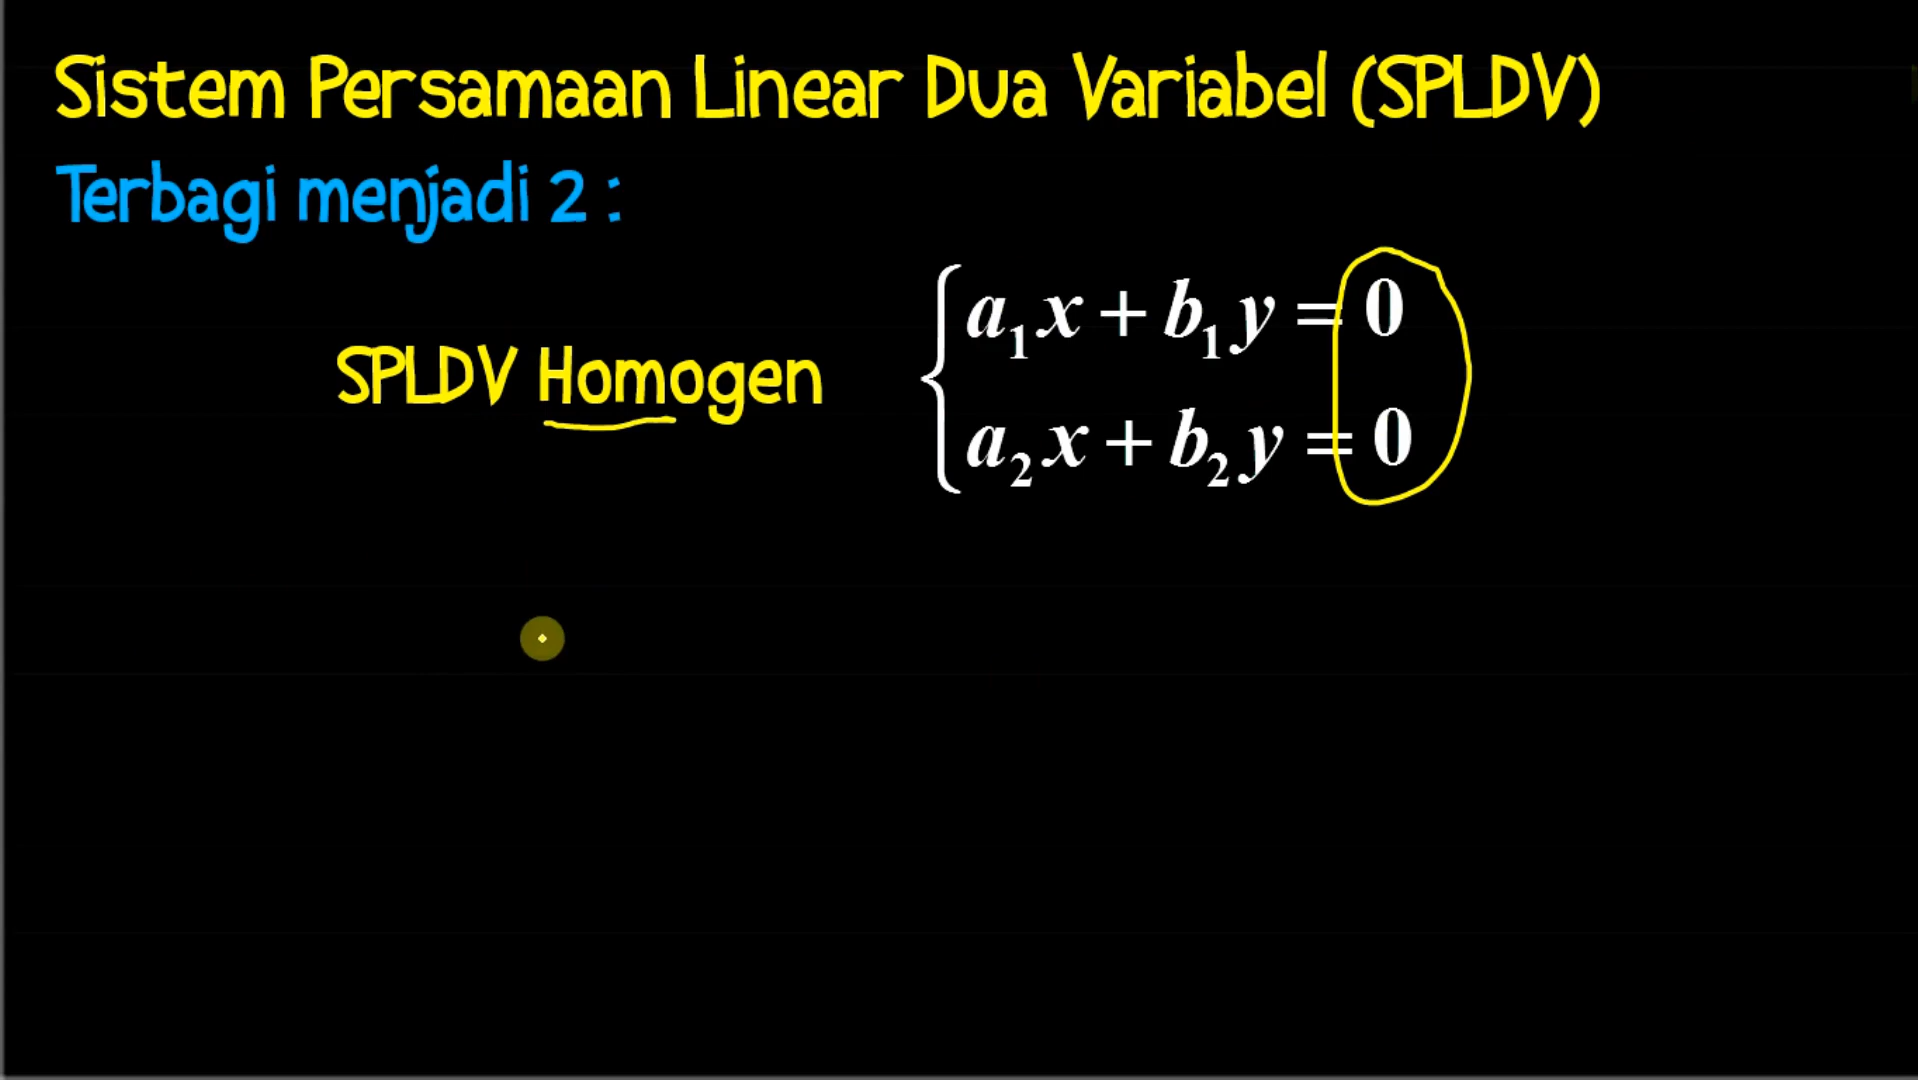 Sistem Persamaan Linear Dua Variabel (SPLDV)
Terbagi menjadi 2 :
SPLDV Homogen
a₁x + b₁y = 0
a₂x + b₂y = 0